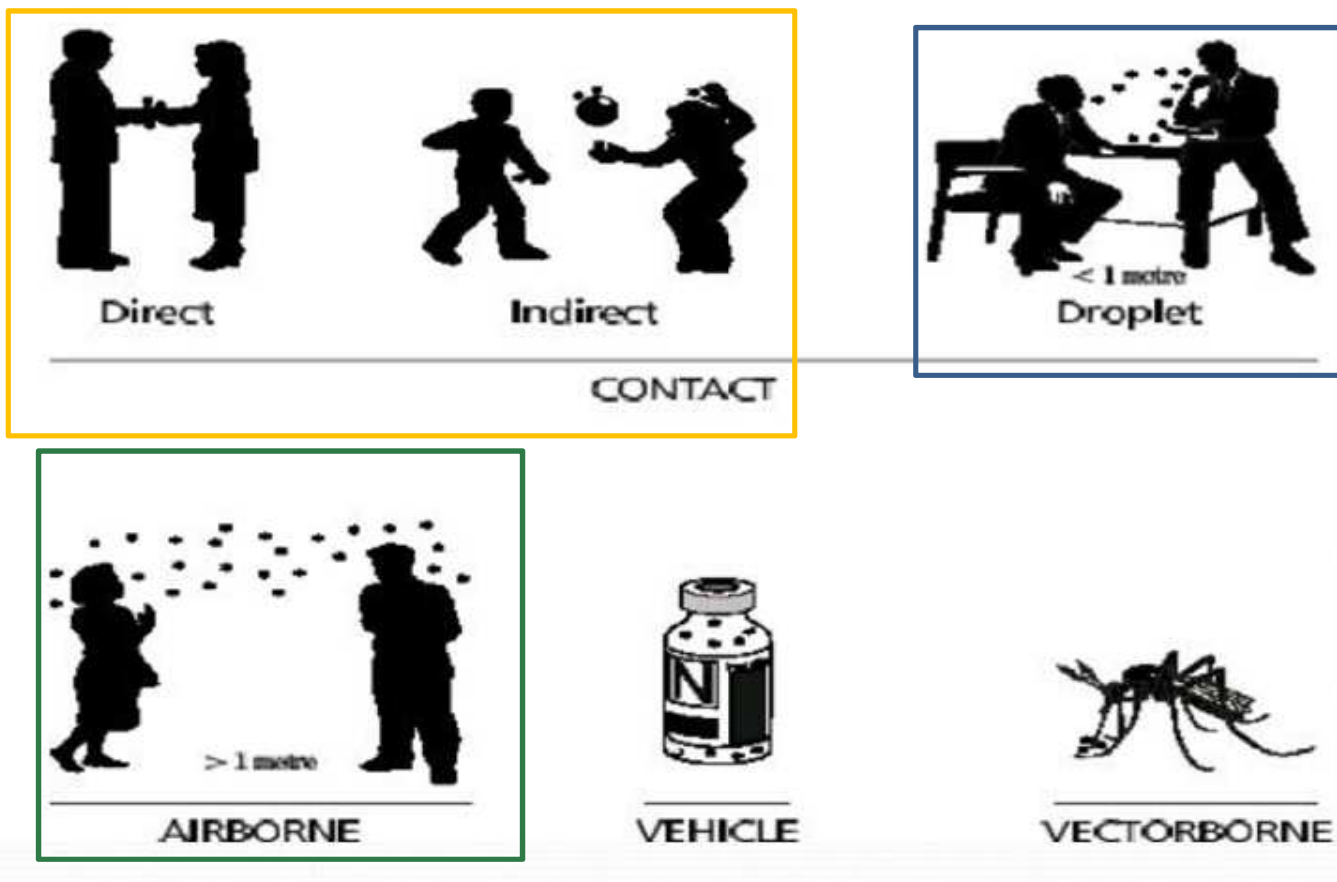 Direct
Indirect
< 1 metre
Droplet
CONTACT
> 1 metre
AIRBORNE
N
VEHICLE
VECTORBORNE